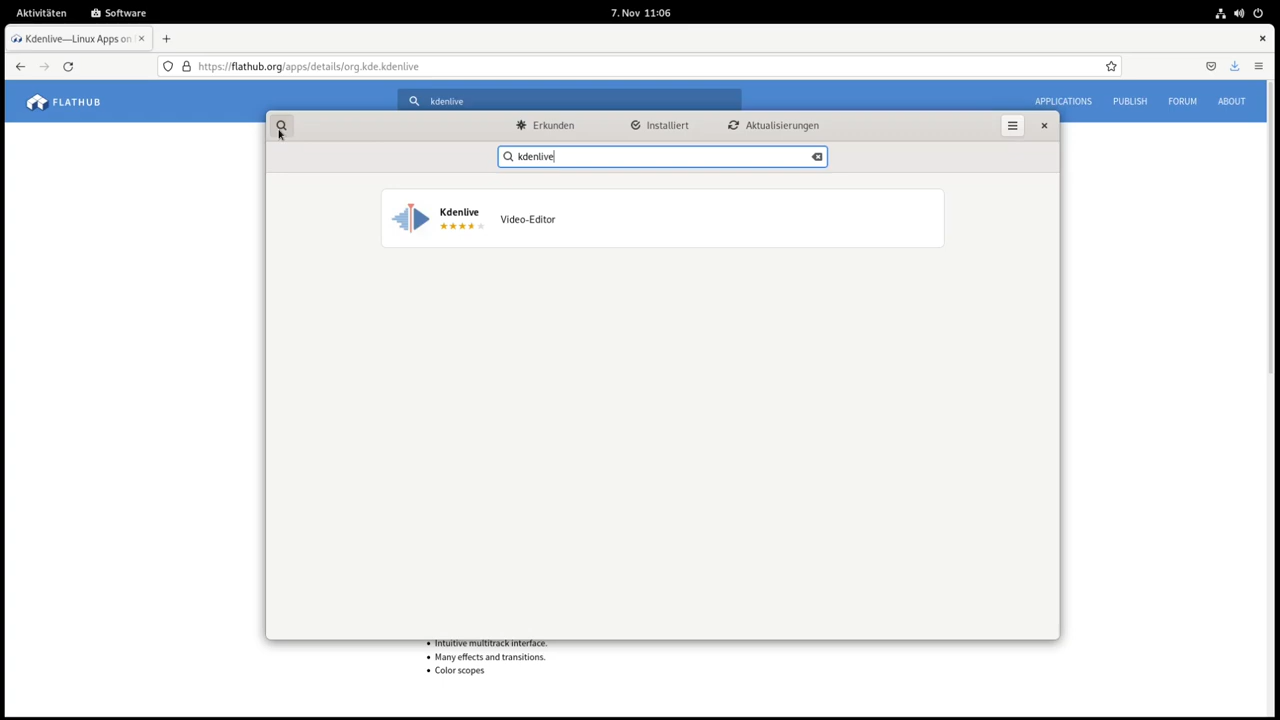 Aktivitäten Software 7. Nov 11:06
Kdenlive—Linux Apps on
https://flathub.org/apps/details/org.kde.kdenlive
FLATHUB kdenlive APPLICATIONS PUBLISH FORUM ABOUT
Erkunden Installiert Aktualisierungen
kdenlive
Kdenlive
Video-Editor
Intuitive multitrack interface.
Many effects and transitions.
Color scopes